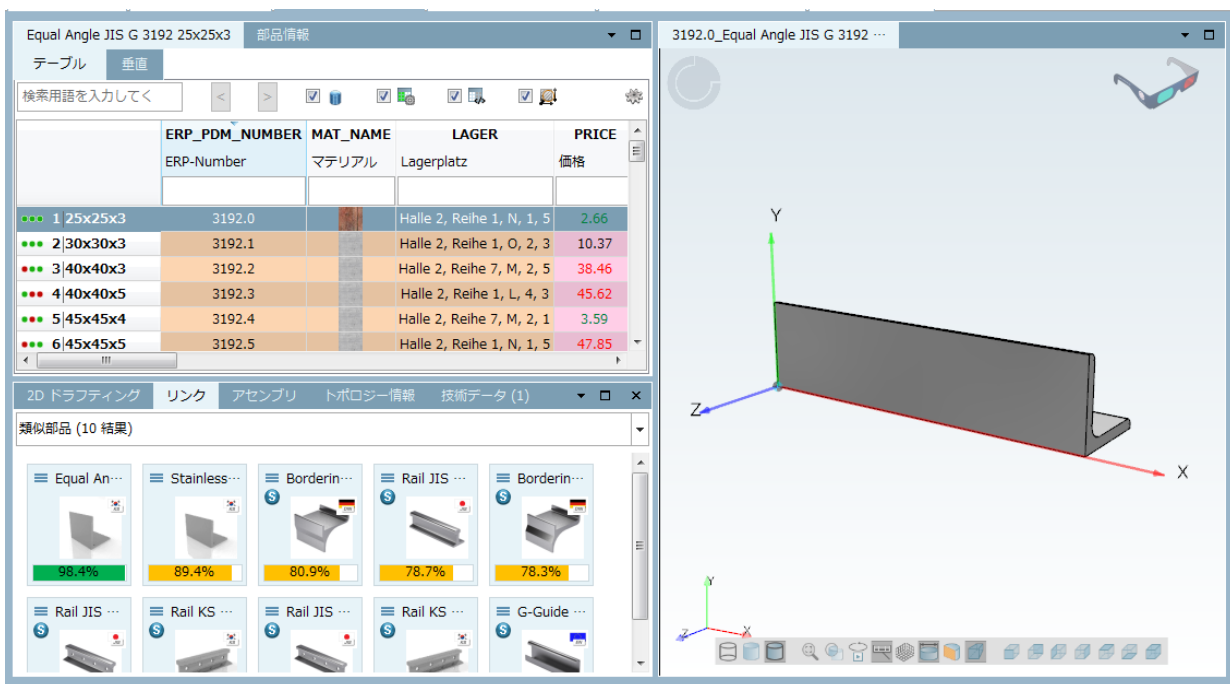 Equal Angle JIS G 3192 25x25x3 部品情報
テーブル 垂直
検索用語を入力してく < >
ERP_PDM_NUMBER MAT_NAME LAGER PRICE
ERP-Number マテリアル Lagerplatz 価格
1 25x25x3 3192.0 Halle 2, Reihe 1, N, 1, 5 2.66
2 30x30x3 3192.1 Halle 2, Reihe 1, O, 2, 3 10.37
3 40x40x3 3192.2 Halle 2, Reihe 7, M, 2, 5 38.46
4 40x40x5 3192.3 Halle 2, Reihe 1, L, 4, 3 45.62
5 45x45x4 3192.4 Halle 2, Reihe 7, M, 2, 1 3.59
6 45x45x5 3192.5 Halle 2, Reihe 1, N, 1, 5 47.85
2D ドラフティング リンク アセンブリ トポロジー情報 技術データ (1)
類似部品 (10 結果)
Equal An… Stainless… Borderin… Rail JIS … Borderin…
S S S
98.4% 89.4% 80.9% 78.7% 78.3%
Rail JIS … Rail KS … Rail JIS … Rail KS … G-Guide …
S S S S S
3192.0_Equal Angle JIS G 3192 …
Y
Z
X
Y
Z X